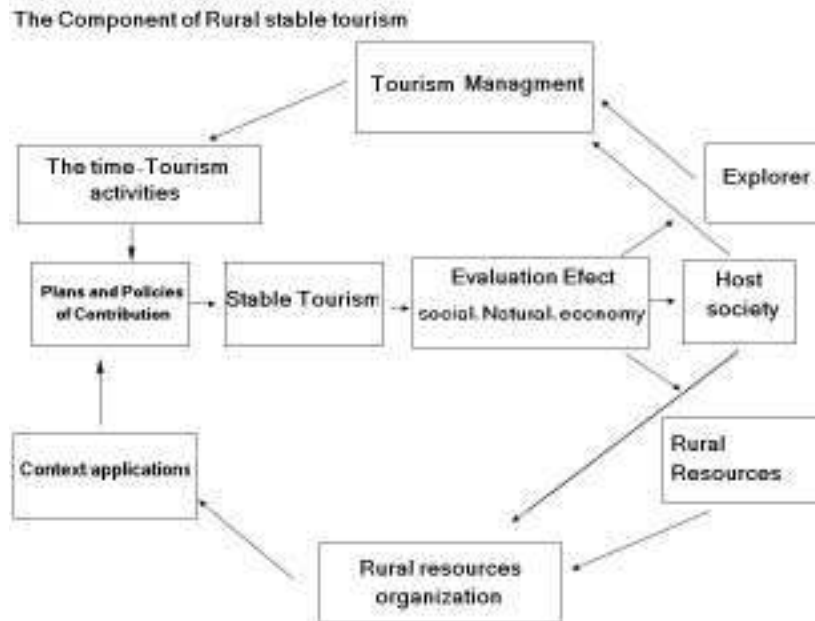 The Component of Rural stable tourism
Tourism Managment
The time-Tourism
activities
Explorer
Plans and Policies
of Contribution
Stable Tourism
Evaluation Efect
social.Natural.economy
Host
society
Context applications
Rural
Resources
Rural resources
organization